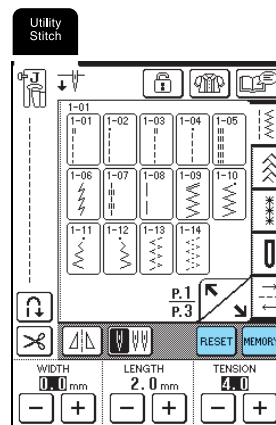 Utility
Stitch
J
1-01
1-01 1-02 1-03 1-04 1-05
1-06 1-07 1-08 1-09 1-10
1-11 1-12 1-13 1-14
P.1
P.3
RESET MEMORY
WIDTH LENGTH TENSION
0.0 mm 2.0 mm 4.0
− + − + − +